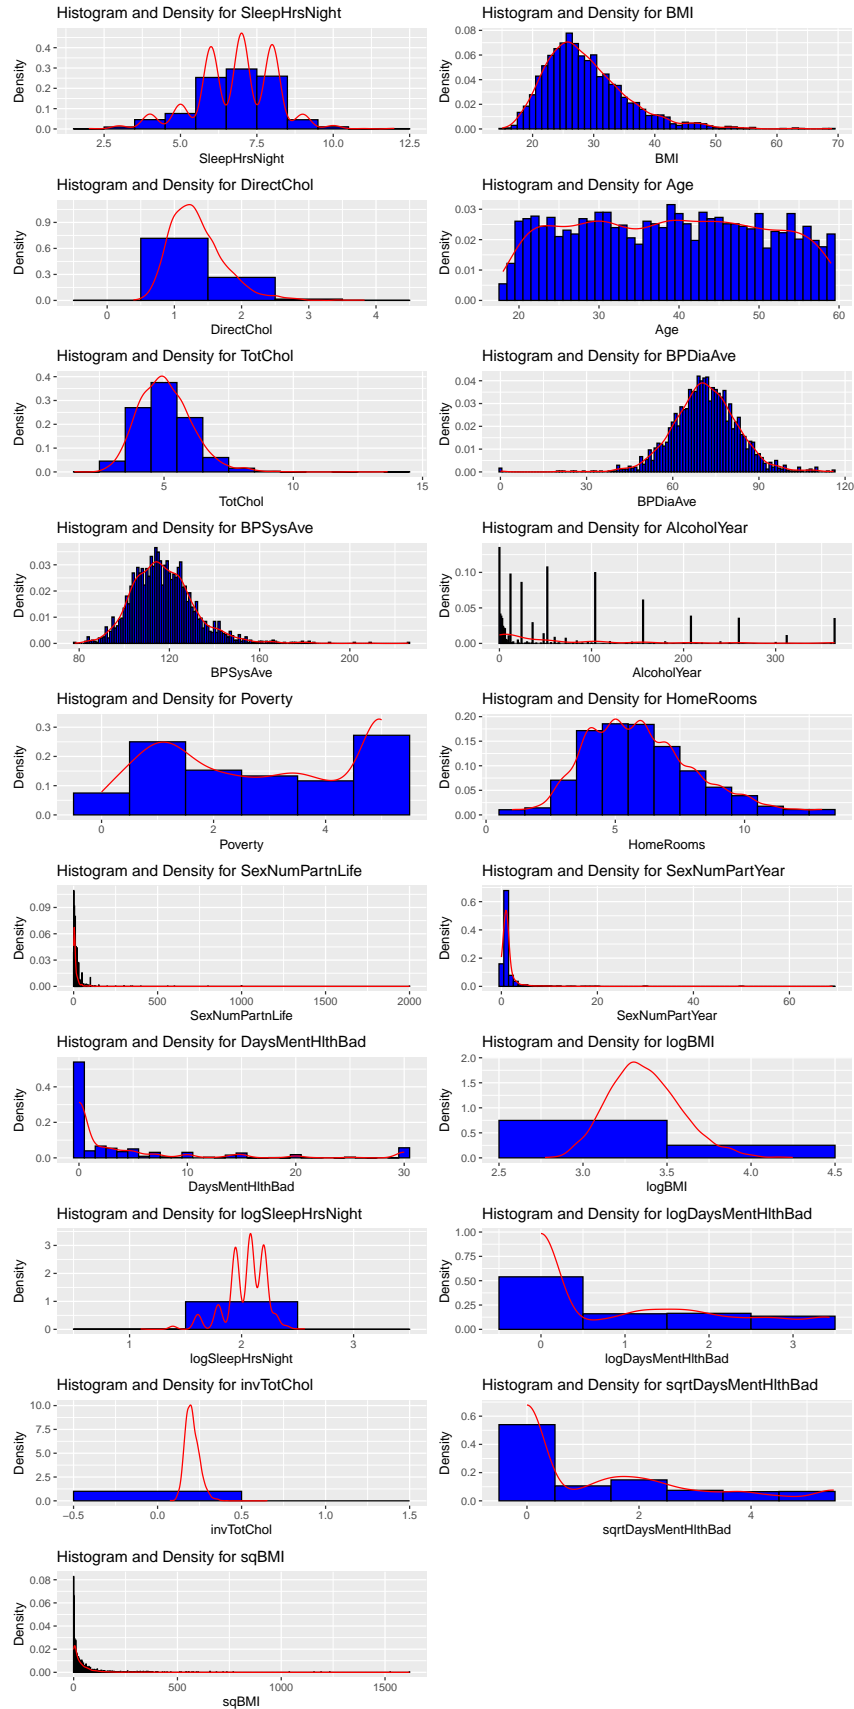 Histogram and Density for SleepHrsNight
Density
0.4
0.3
0.2
0.1
0.0
2.5 5.0 7.5 10.0 12.5
SleepHrsNight
Histogram and Density for BMI
Density
0.08
0.06
0.04
0.02
0.00
20 30 40 50 60 70
BMI
Histogram and Density for DirectChol
Density
0.9
0.6
0.3
0.0
0 1 2 3 4
DirectChol
Histogram and Density for Age
Density
0.03
0.02
0.01
0.00
20 30 40 50 60
Age
Histogram and Density for TotChol
Density
0.4
0.3
0.2
0.1
0.0
5 10 15
TotChol
Histogram and Density for BPDiaAve
Density
0.04
0.03
0.02
0.01
0.00
0 30 60 90 120
BPDiaAve
Histogram and Density for BPSysAve
Density
0.03
0.02
0.01
0.00
80 120 160 200
BPSysAve
Histogram and Density for AlcoholYear
Density
0.10
0.05
0.00
0 100 200 300
AlcoholYear
Histogram and Density for Poverty
Density
0.3
0.2
0.1
0.0
0 2 4
Poverty
Histogram and Density for HomeRooms
Density
0.20
0.15
0.10
0.05
0.00
0 5 10
HomeRooms
Histogram and Density for SexNumPartnLife
Density
0.09
0.06
0.03
0.00
0 500 1000 1500 2000
SexNumPartnLife
Histogram and Density for SexNumPartYear
Density
0.6
0.4
0.2
0.0
0 20 40 60
SexNumPartYear
Histogram and Density for DaysMentHlthBad
Density
0.4
0.2
0.0
0 10 20 30
DaysMentHlthBad
Histogram and Density for logBMI
Density
2.0
1.5
1.0
0.5
0.0
2.5 3.0 3.5 4.0 4.5
logBMI
Histogram and Density for logSleepHrsNight
Density
3
2
1
0
1 2 3
logSleepHrsNight
Histogram and Density for logDaysMentHlthBad
Density
1.00
0.75
0.50
0.25
0.00
0 1 2 3
logDaysMentHlthBad
Histogram and Density for invTotChol
Density
10.0
7.5
5.0
2.5
0.0
−0.5 0.0 0.5 1.0 1.5
invTotChol
Histogram and Density for sqrtDaysMentHlthBad
Density
0.6
0.4
0.2
0.0
0 2 4
sqrtDaysMentHlthBad
Histogram and Density for sqBMI
Density
0.08
0.06
0.04
0.02
0.00
0 500 1000 1500
sqBMI